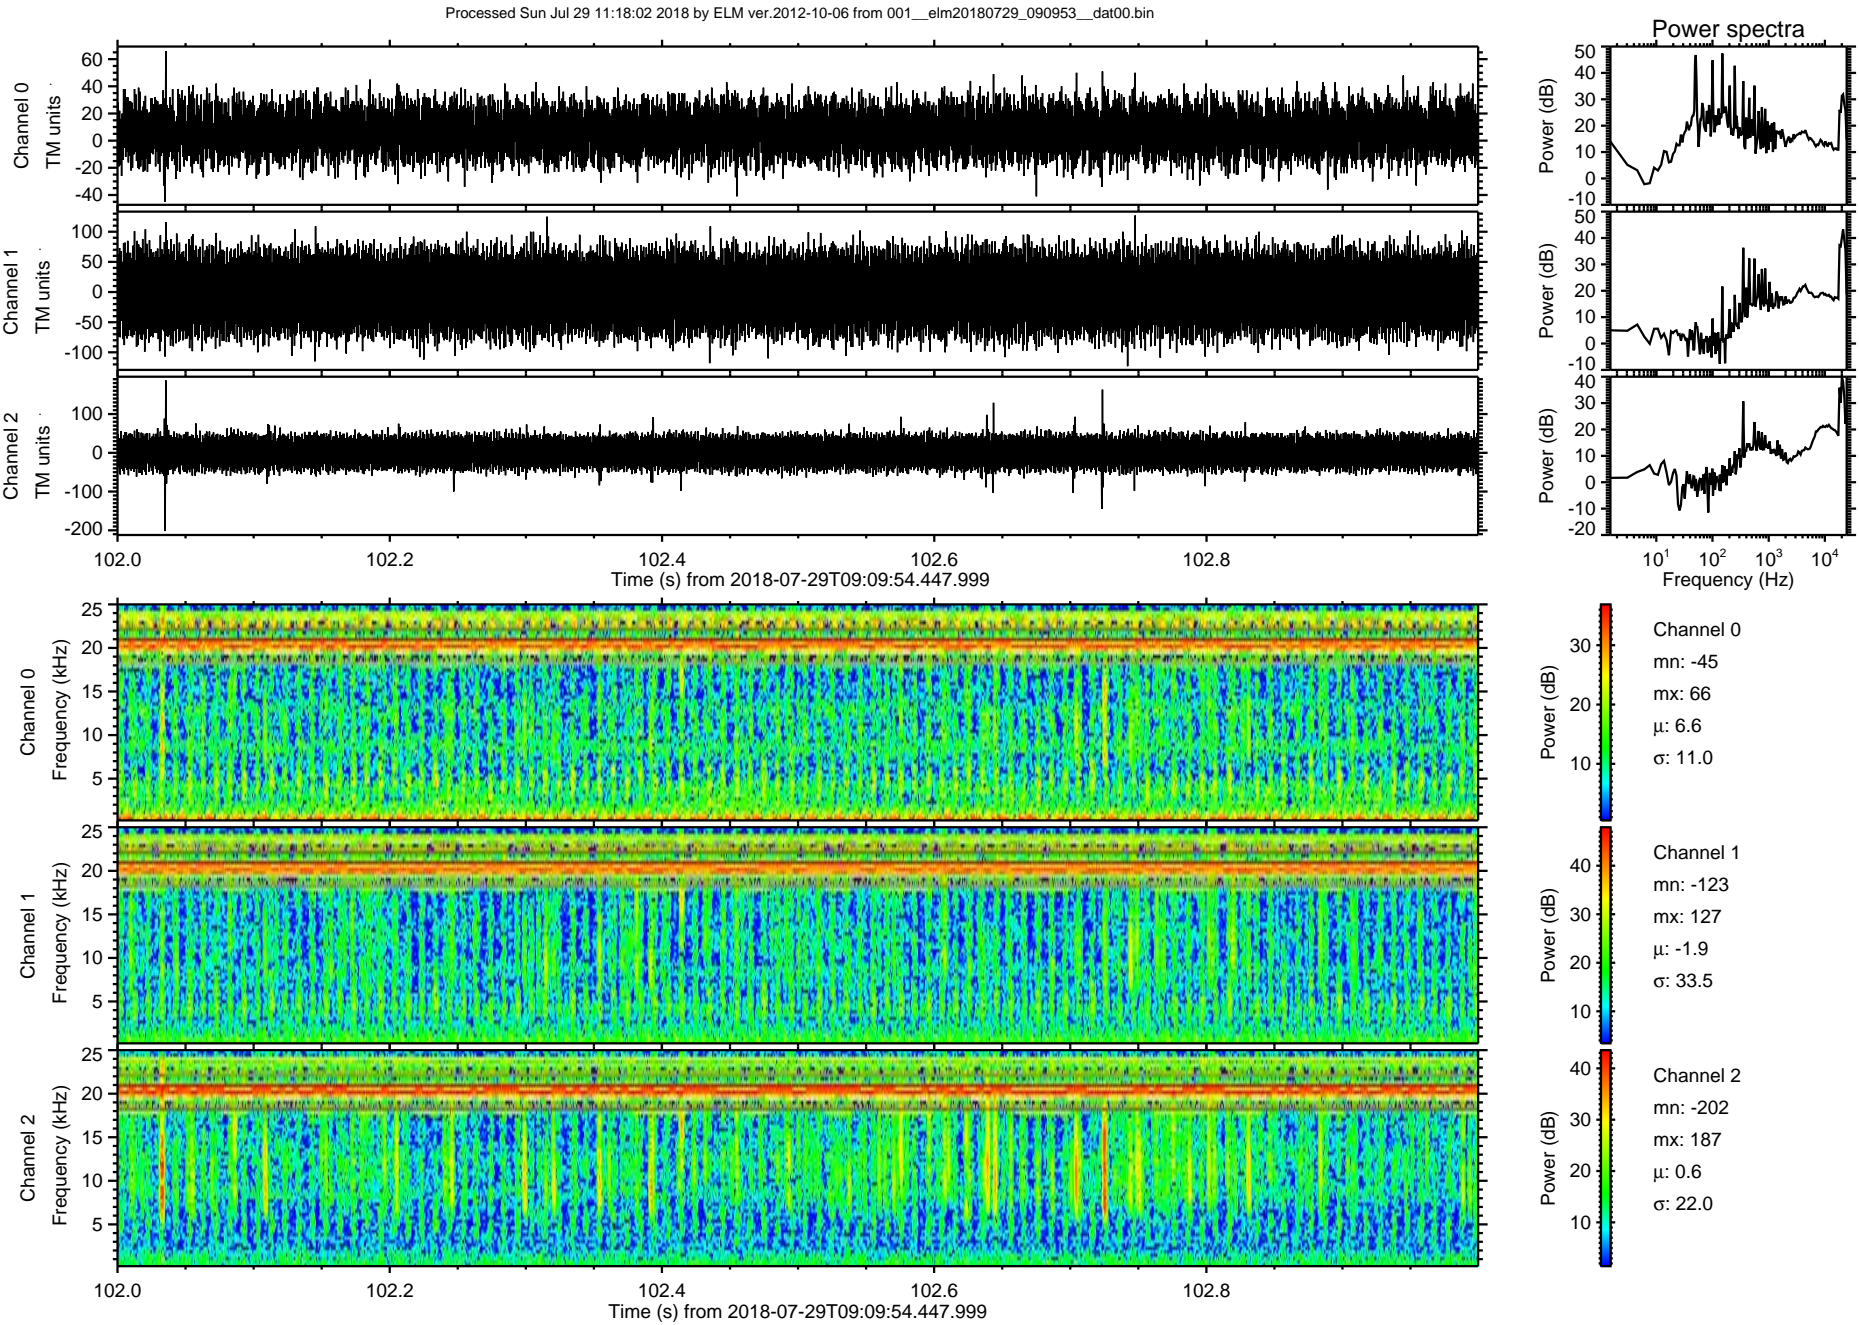 Processed Sun Jul 29 11:18:02 2018 by ELM ver.2012-10-06 from 001__elm20180729_090953__dat00.bin
Power spectra
Channel 0
TM units
60
40
20
0
-20
-40
Power (dB)
50
40
30
20
10
0
-10
Channel 1
TM units
100
50
0
-50
-100
Power (dB)
50
40
30
20
10
0
-10
Channel 2
TM units
100
0
-100
-200
Power (dB)
40
30
20
10
0
-10
-20
102.0 102.2 102.4 102.6 102.8
Time (s) from 2018-07-29T09:09:54.447.999
10^1 10^2 10^3 10^4
Frequency (Hz)
Channel 0
Frequency (kHz)
25
20
15
10
5
Power (dB)
30
20
10
Channel 0
mn: -45
mx: 66
μ: 6.6
σ: 11.0
Channel 1
Frequency (kHz)
25
20
15
10
5
Power (dB)
40
30
20
10
Channel 1
mn: -123
mx: 127
μ: -1.9
σ: 33.5
Channel 2
Frequency (kHz)
25
20
15
10
5
Power (dB)
40
30
20
10
Channel 2
mn: -202
mx: 187
μ: 0.6
σ: 22.0
102.0 102.2 102.4 102.6 102.8
Time (s) from 2018-07-29T09:09:54.447.999